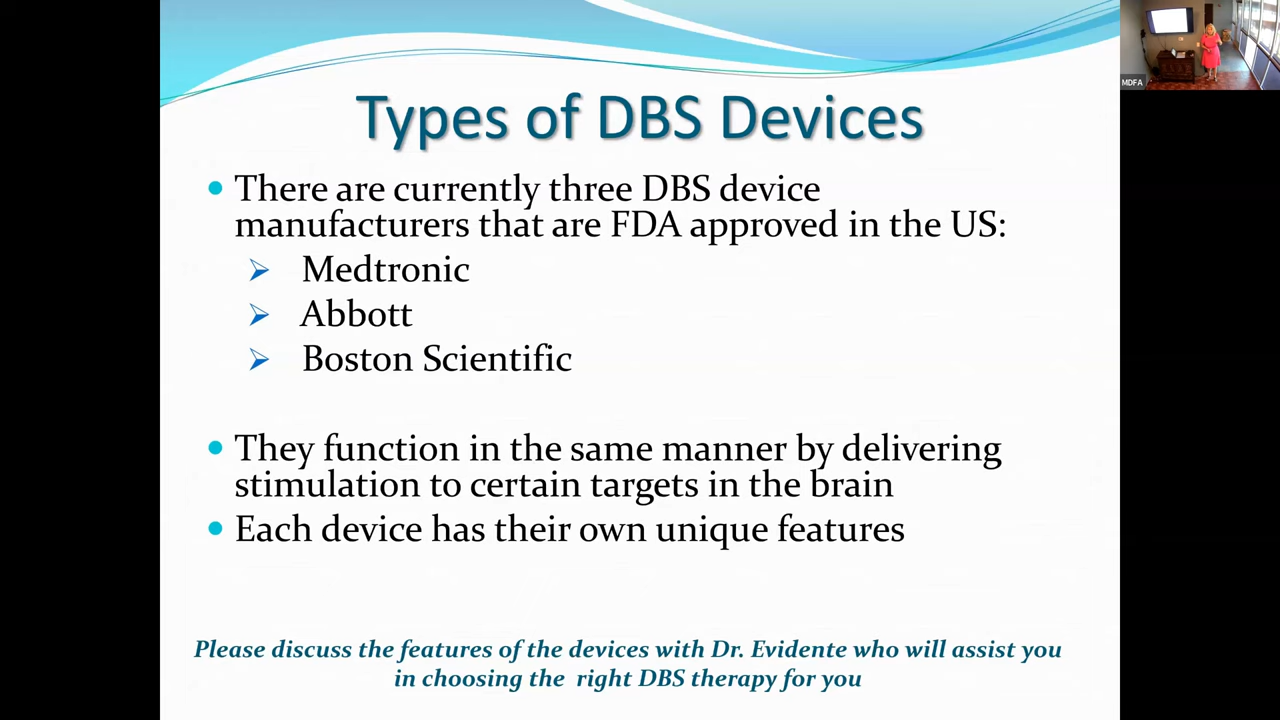 Types of DBS Devices
There are currently three DBS device
manufacturers that are FDA approved in the US:
Medtronic
Abbott
Boston Scientific
They function in the same manner by delivering
stimulation to certain targets in the brain
Each device has their own unique features
Please discuss the features of the devices with Dr. Evidente who will assist you
in choosing the right DBS therapy for you
MDFA